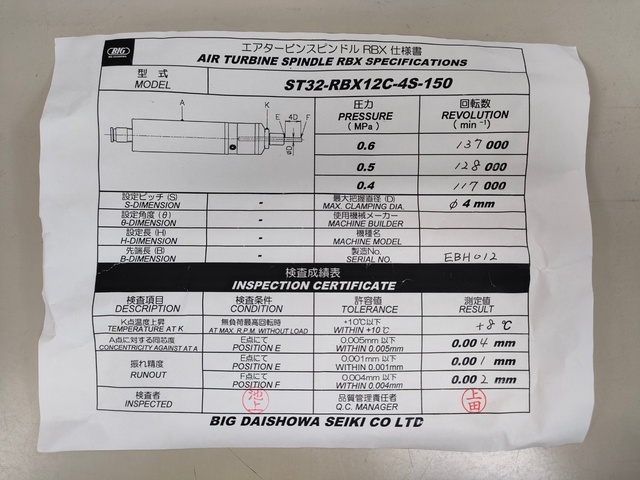 BIG
BIG DAISHOWA
エアタービンスピンドル RBX 仕様書
AIR TURBINE SPINDLE RBX SPECIFICATIONS
型式
MODEL
ST32-RBX12C-4S-150
A
K
E
4D
F
φD
圧力
PRESSURE
(MPa)
回転数
REVOLUTION
(min⁻¹)
0.6
137 000
0.5
128 000
0.4
117 000
設定ピッチ (S)
S-DIMENSION
-
最大把握直径 (D)
MAX. CLAMPING DIA.
φ 4 mm
設定角度 (θ)
θ-DIMENSION
-
使用機械メーカー
MACHINE BUILDER
設定長 (H)
H-DIMENSION
-
機種名
MACHINE MODEL
先端長 (B)
B-DIMENSION
-
製造No.
SERIAL NO.
EBH012
検査成績表
INSPECTION CERTIFICATE
検査項目
DESCRIPTION
検査条件
CONDITION
許容値
TOLERANCE
測定値
RESULT
K点温度上昇
TEMPERATURE AT K
無負荷最高回転時
AT MAX. R.P.M. WITHOUT LOAD
+10℃以下
WITHIN +10℃
+8 ℃
A点に対する同芯度
CONCENTRICITY AGAINST AT A
E点にて
POSITION E
0.005mm 以下
WITHIN 0.005mm
0.004 mm
振れ精度
RUNOUT
E点にて
POSITION E
0.001mm 以下
WITHIN 0.001mm
0.001 mm
F点にて
POSITION F
0.004mm 以下
WITHIN 0.004mm
0.002 mm
検査者
INSPECTED
池上
品質管理責任者
Q.C. MANAGER
上田
BIG DAISHOWA SEIKI CO LTD